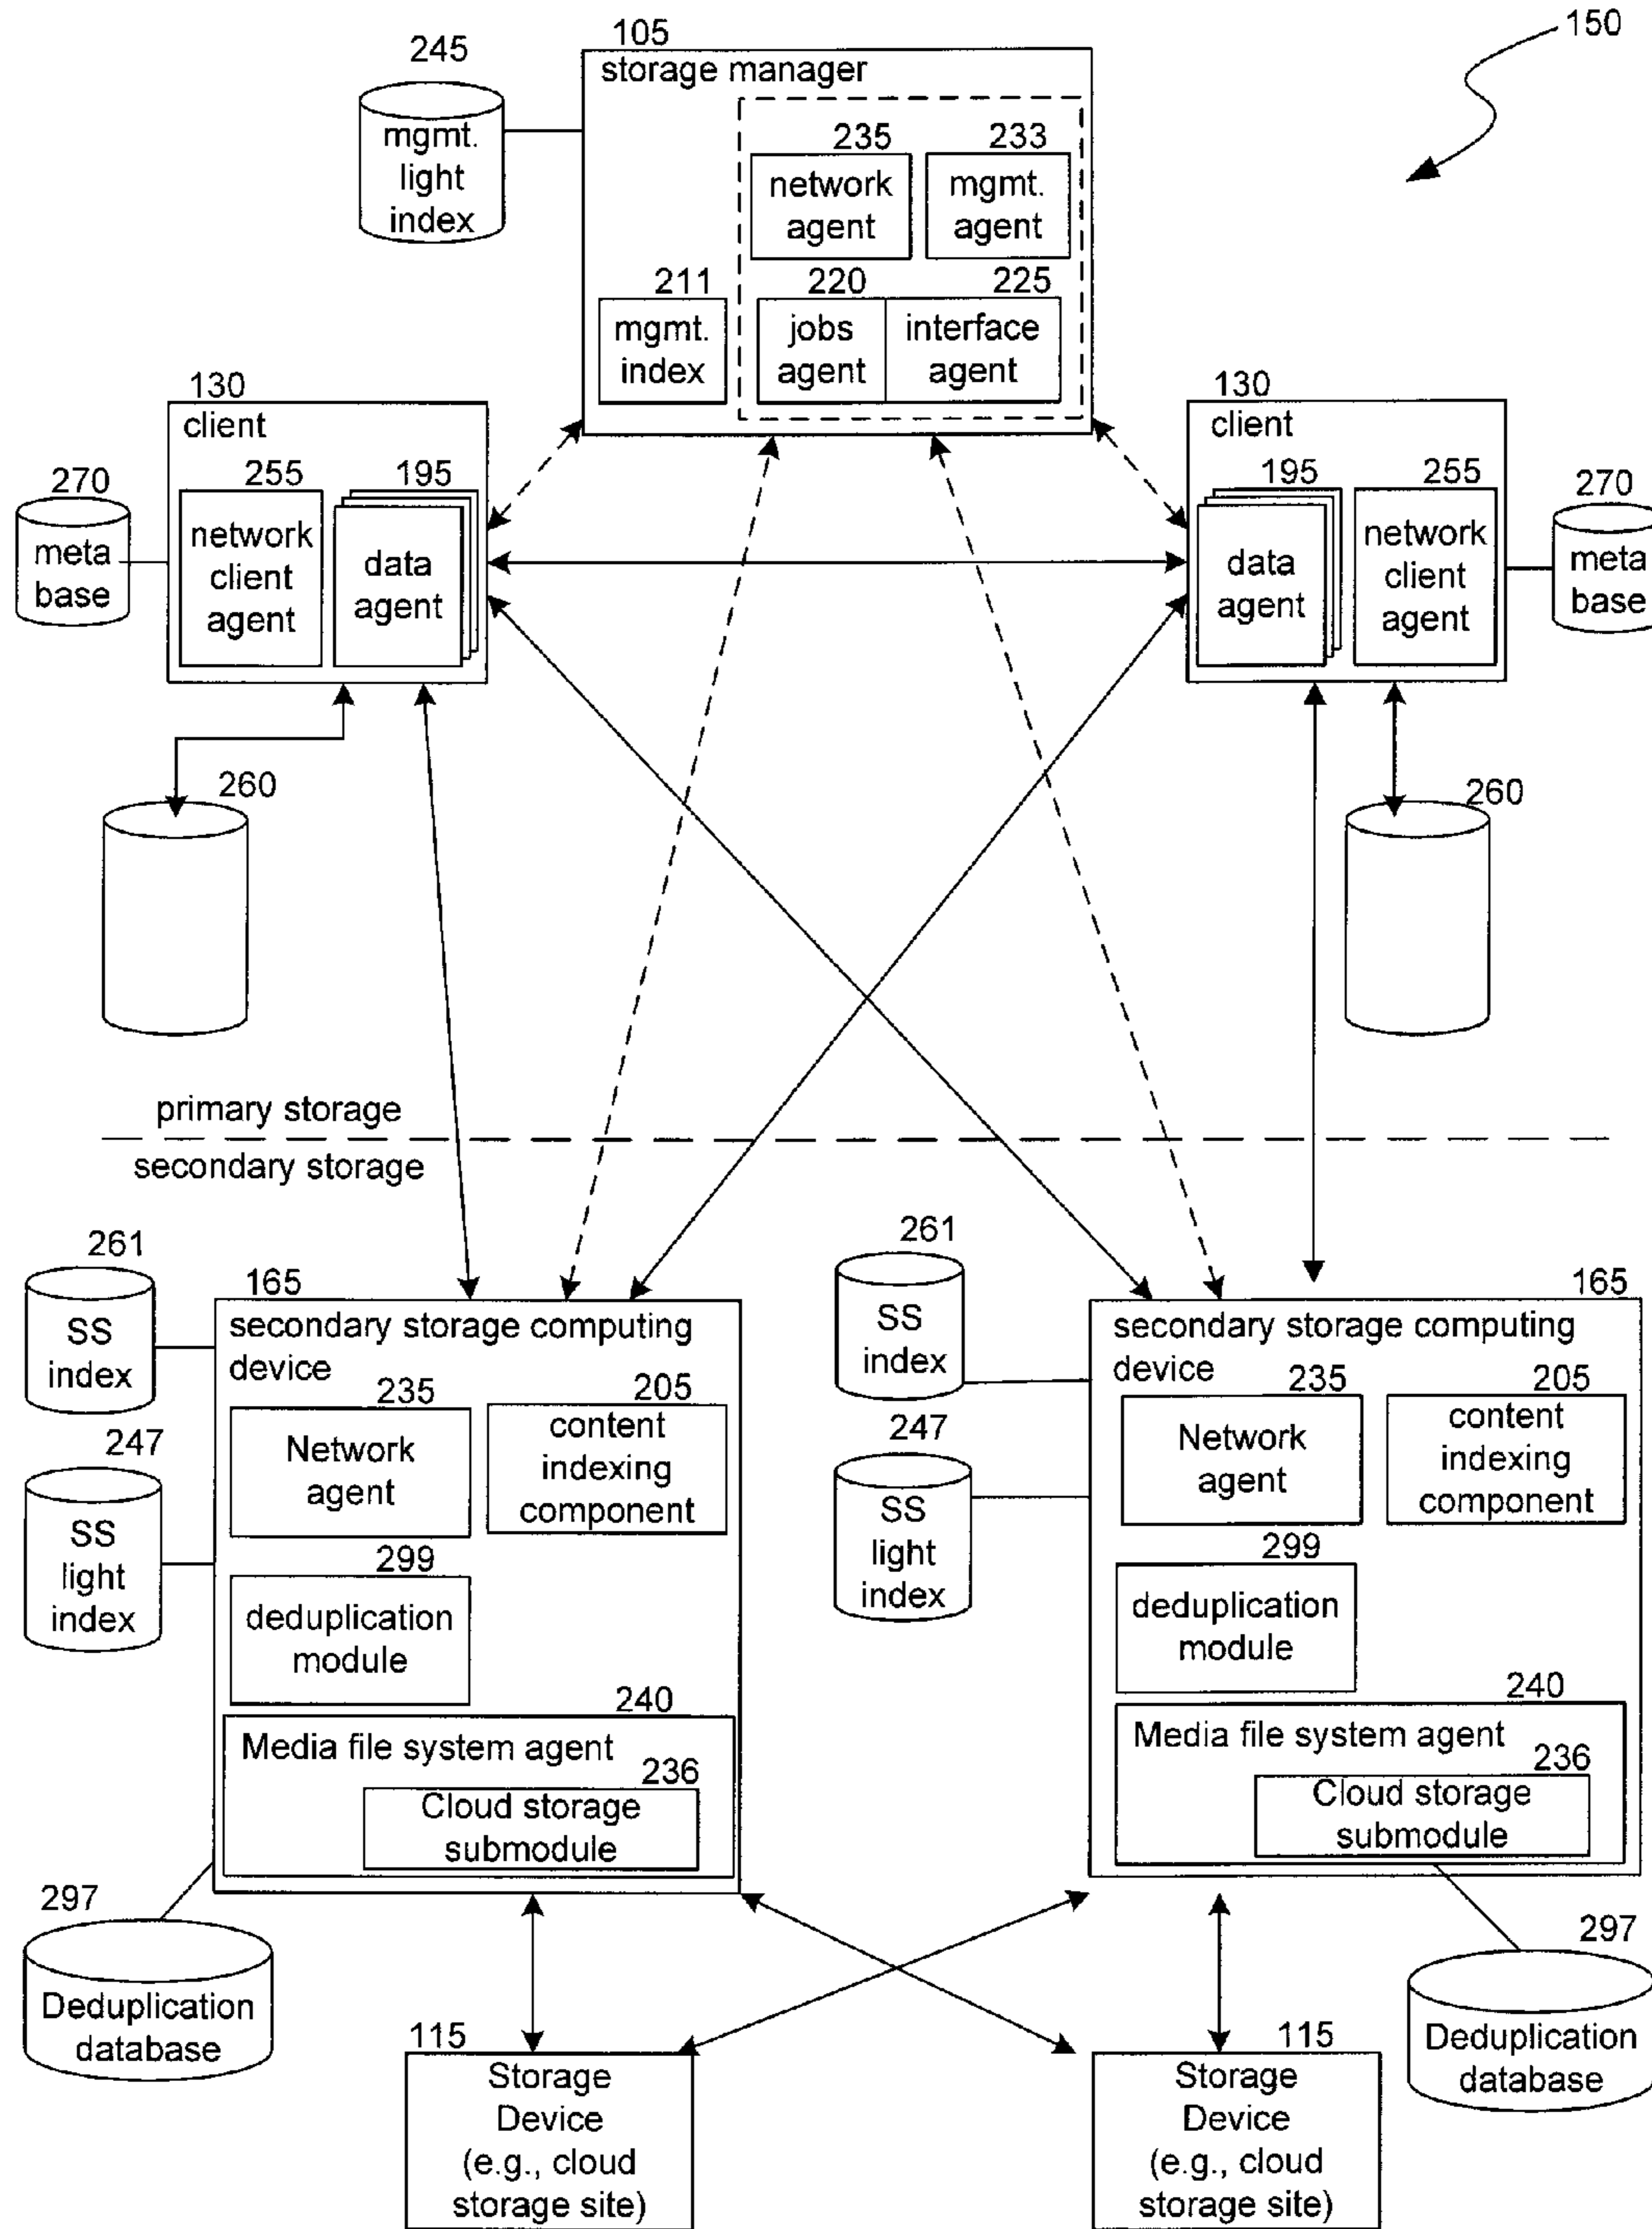 150
105
storage manager
245
mgmt.
light
index
235
network
agent
233
mgmt.
agent
211
mgmt.
index
220
jobs
agent
225
interface
agent
130
client
270
meta
base
255
network
client
agent
195
data
agent
260
130
client
195
data
agent
255
network
client
agent
270
meta
base
260
primary storage
secondary storage
261
SS
index
247
SS
light
index
165
secondary storage computing
device
235
Network
agent
205
content
indexing
component
299
deduplication
module
240
Media file system agent
236
Cloud storage
submodule
297
Deduplication
database
261
SS
index
247
SS
light
index
165
secondary storage computing
device
235
Network
agent
205
content
indexing
component
299
deduplication
module
240
Media file system agent
236
Cloud storage
submodule
297
Deduplication
database
115
Storage
Device
(e.g., cloud
storage site)
115
Storage
Device
(e.g., cloud
storage site)